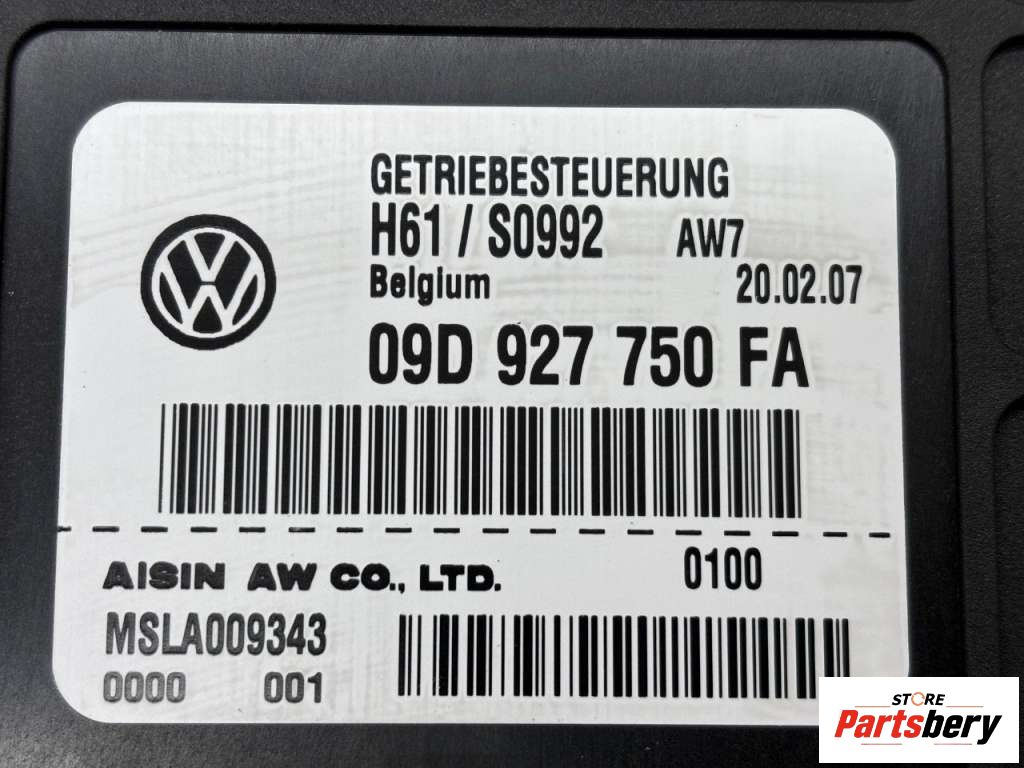 GETRIEBESTEUERUNG
H61 / S0992 AW7
Belgium 20.02.07
09D 927 750 FA
AISIN AW CO., LTD. 0100
MSLA009343
0000 001
STORE
Partsbery